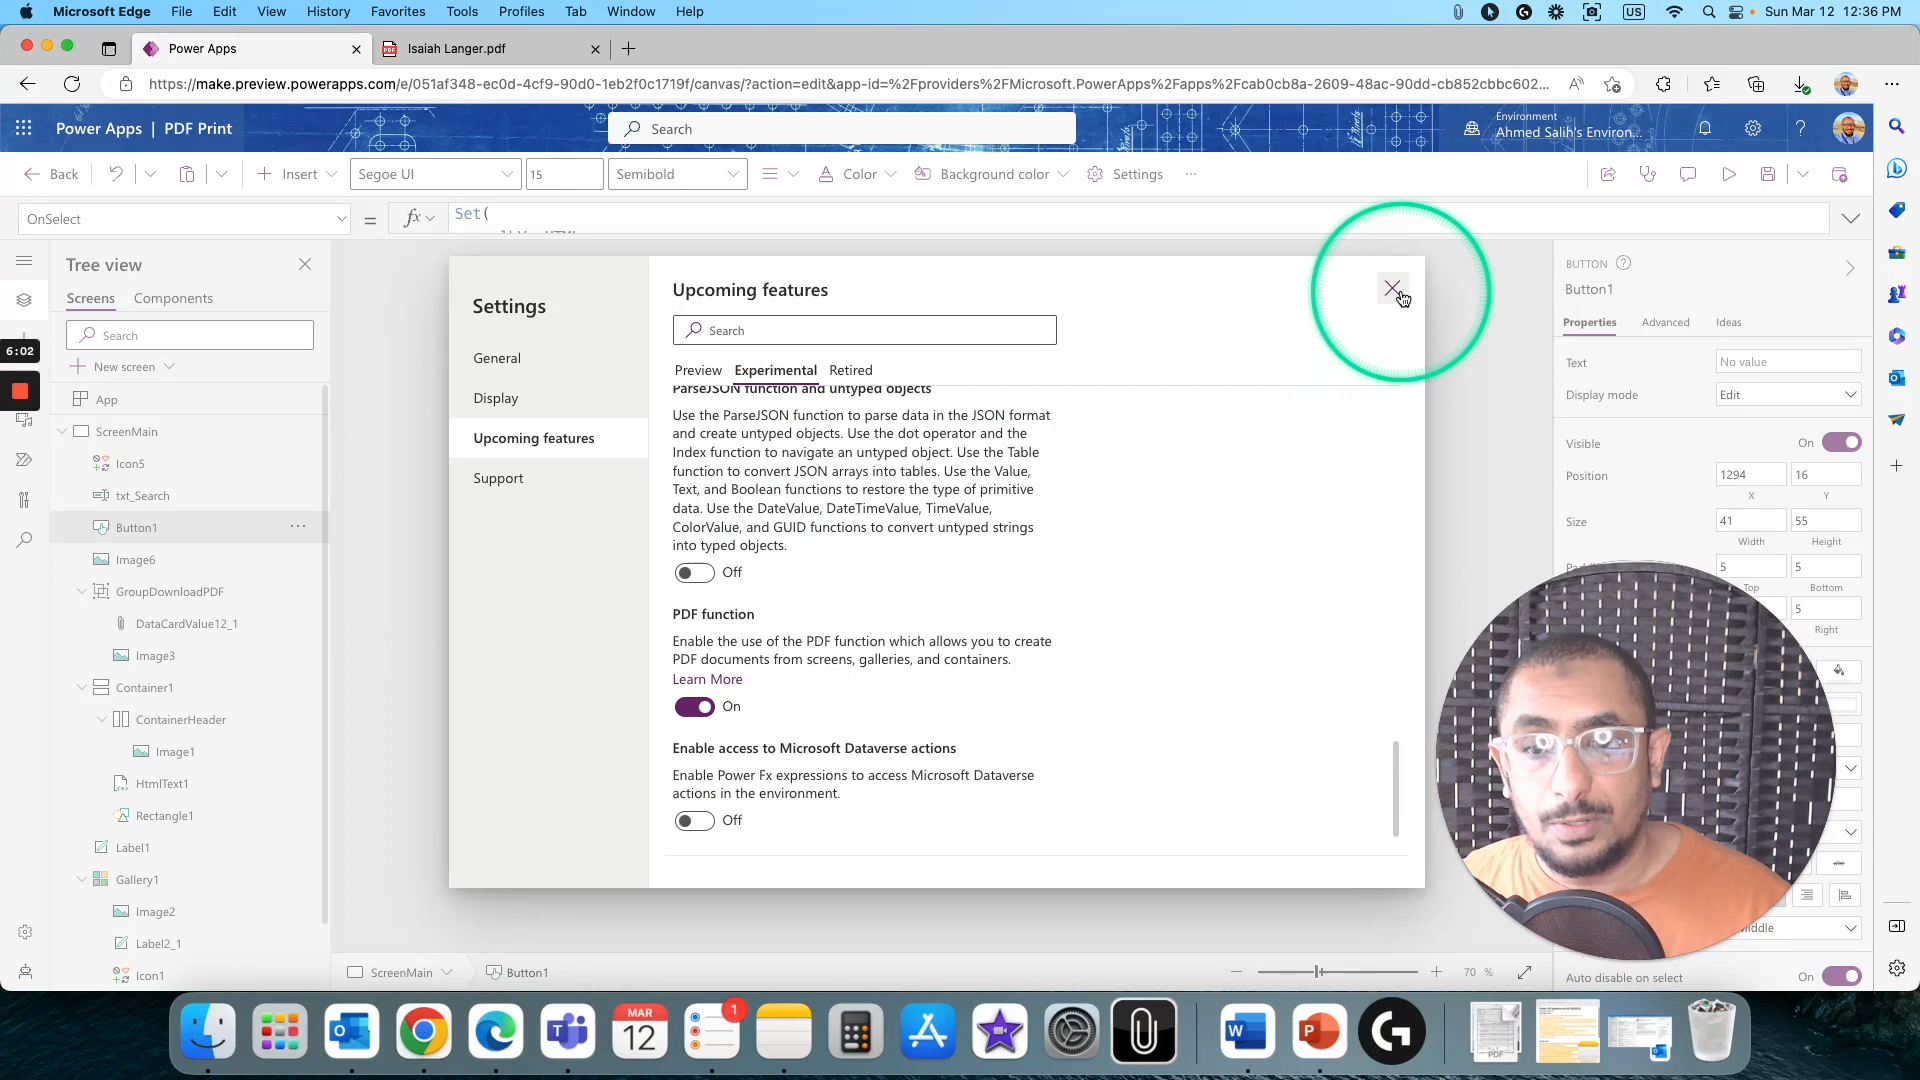 Microsoft Edge File Edit View History Favorites Tools Profiles Tab Window Help US Sun Mar 12 12:36 PM
Power Apps Isaiah Langer.pdf
https://make.preview.powerapps.com/e/051af348-ec0d-4cf9-90d0-1eb2f0c1719f/canvas/?action=edit&app-id=%2Fproviders%2FMicrosoft.PowerApps%2Fapps%2Fcab0cb8a-2609-48ac-90dd-cb852cbbc602...
Power Apps | PDF Print Search Environment
Ahmed Salih's Environ...
Back Insert Segoe UI 15 Semibold Color Background color Settings ...
OnSelect = fx Set(
Tree view
Screens Components
Search
New screen
App
ScreenMain
Icon5
txt_Search
Button1 ...
Image6
GroupDownloadPDF
DataCardValue12_1
Image3
Container1
ContainerHeader
Image1
HtmlText1
Rectangle1
Label1
Gallery1
Image2
Label2_1
Icon1
6:02
Settings
General
Display
Upcoming features
Support
Upcoming features
Search
Preview Experimental Retired
ParseJSON function and untyped objects
Use the ParseJSON function to parse data in the JSON format
and create untyped objects. Use the dot operator and the
Index function to navigate an untyped object. Use the Table
function to convert JSON arrays into tables. Use the Value,
Text, and Boolean functions to restore the type of primitive
data. Use the DateValue, DateTimeValue, TimeValue,
ColorValue, and GUID functions to convert untyped strings
into typed objects.
Off
PDF function
Enable the use of the PDF function which allows you to create
PDF documents from screens, galleries, and containers.
Learn More
On
Enable access to Microsoft Dataverse actions
Enable Power Fx expressions to access Microsoft Dataverse
actions in the environment.
Off
BUTTON
Button1
Properties Advanced Ideas
Text No value
Display mode Edit
Visible On
Position 1294 16
X Y
Size 41 55
Width Height
5 5
Top Bottom
5
Right
Auto disable on select On
ScreenMain Button1 70 %
MAR
12
1
PDF